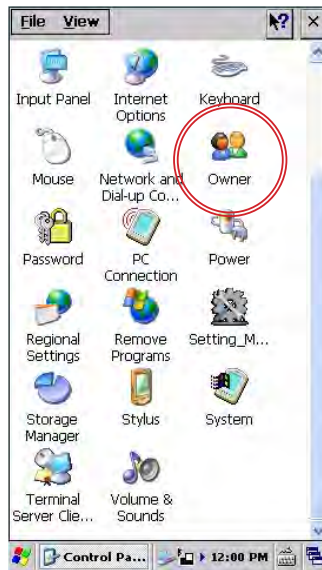 File View ? ×
Input Panel Internet Options Keyboard
Mouse Network and Dial-up Co... Owner
Password PC Connection Power
Regional Settings Remove Programs Setting_M...
Storage Manager Stylus System
Terminal Server Clie... Volume & Sounds
Control Pa... 12:00 PM